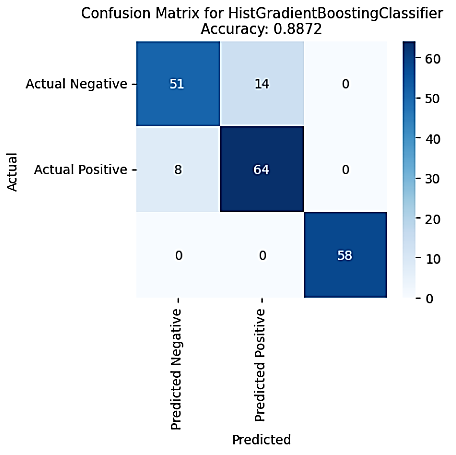 Confusion Matrix for HistGradientBoostingClassifier
Accuracy: 0.8872
Actual Negative 51 14 0
Actual Positive 8 64 0
0 0 58
Actual
Predicted Negative
Predicted Positive
Predicted
60
50
40
30
20
10
0